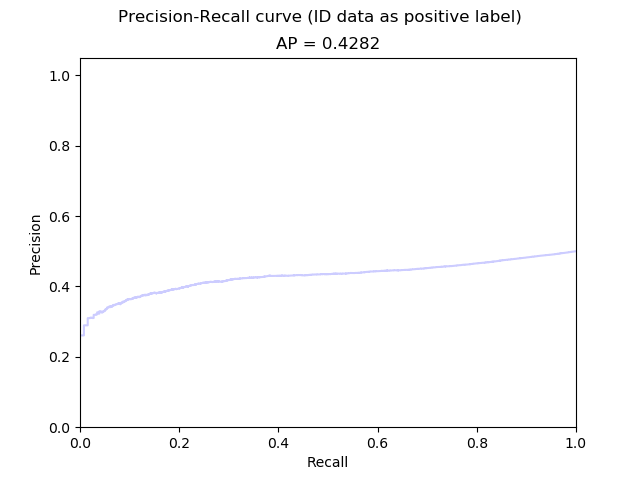 Precision-Recall curve (ID data as positive label)
AP = 0.4282
1.0
0.8
0.6
0.4
0.2
0.0
Precision
0.0 0.2 0.4 0.6 0.8 1.0
Recall